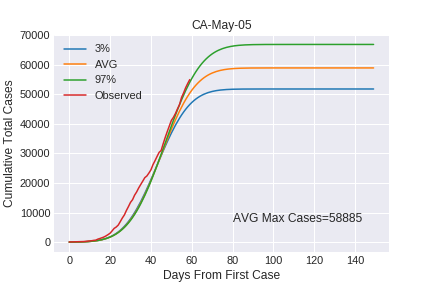 CA-May-05
70000
60000
50000
40000
30000
20000
10000
0
Cumulative Total Cases
3%
AVG
97%
Observed
AVG Max Cases=58885
0 20 40 60 80 100 120 140
Days From First Case